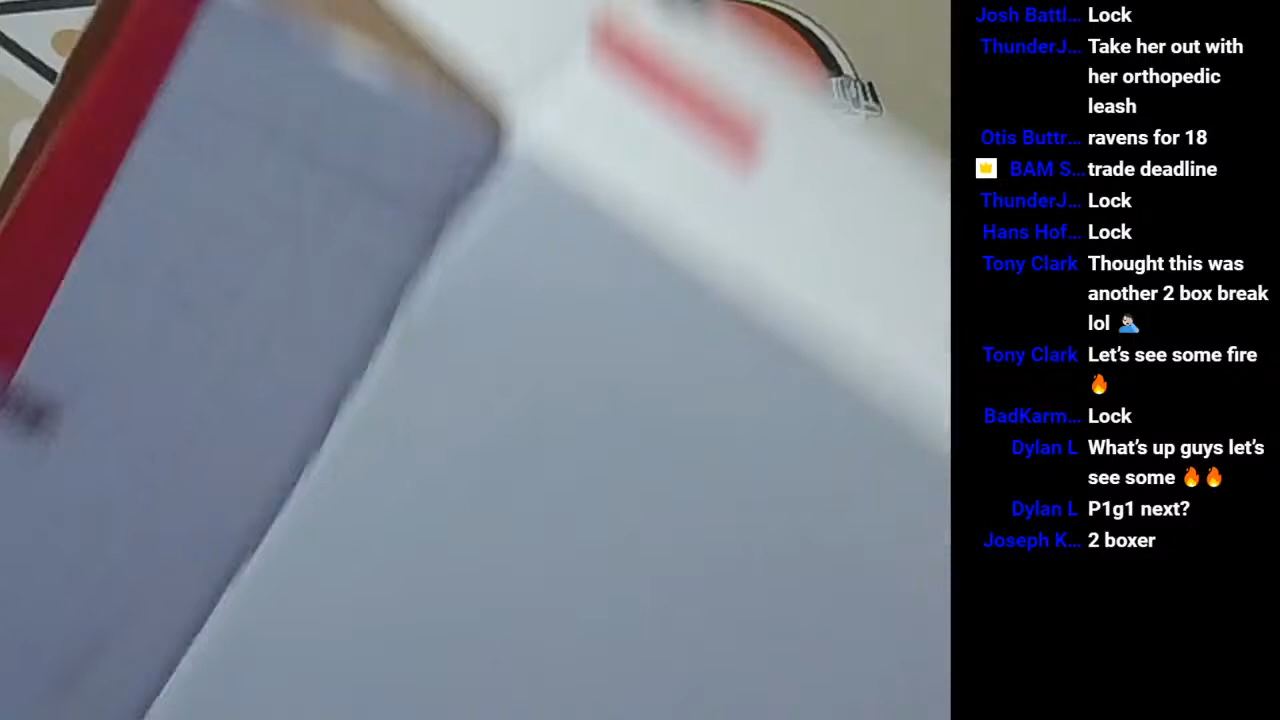 Josh Battl... Lock
ThunderJ... Take her out with
her orthopedic
leash
Otis Buttr... ravens for 18
BAM S... trade deadline
ThunderJ... Lock
Hans Hof... Lock
Tony Clark Thought this was
another 2 box break
lol 🤦🏻‍♂️
Tony Clark Let’s see some fire
🔥
BadKarm... Lock
Dylan L What’s up guys let’s
see some 🔥🔥
Dylan L P1g1 next?
Joseph K... 2 boxer